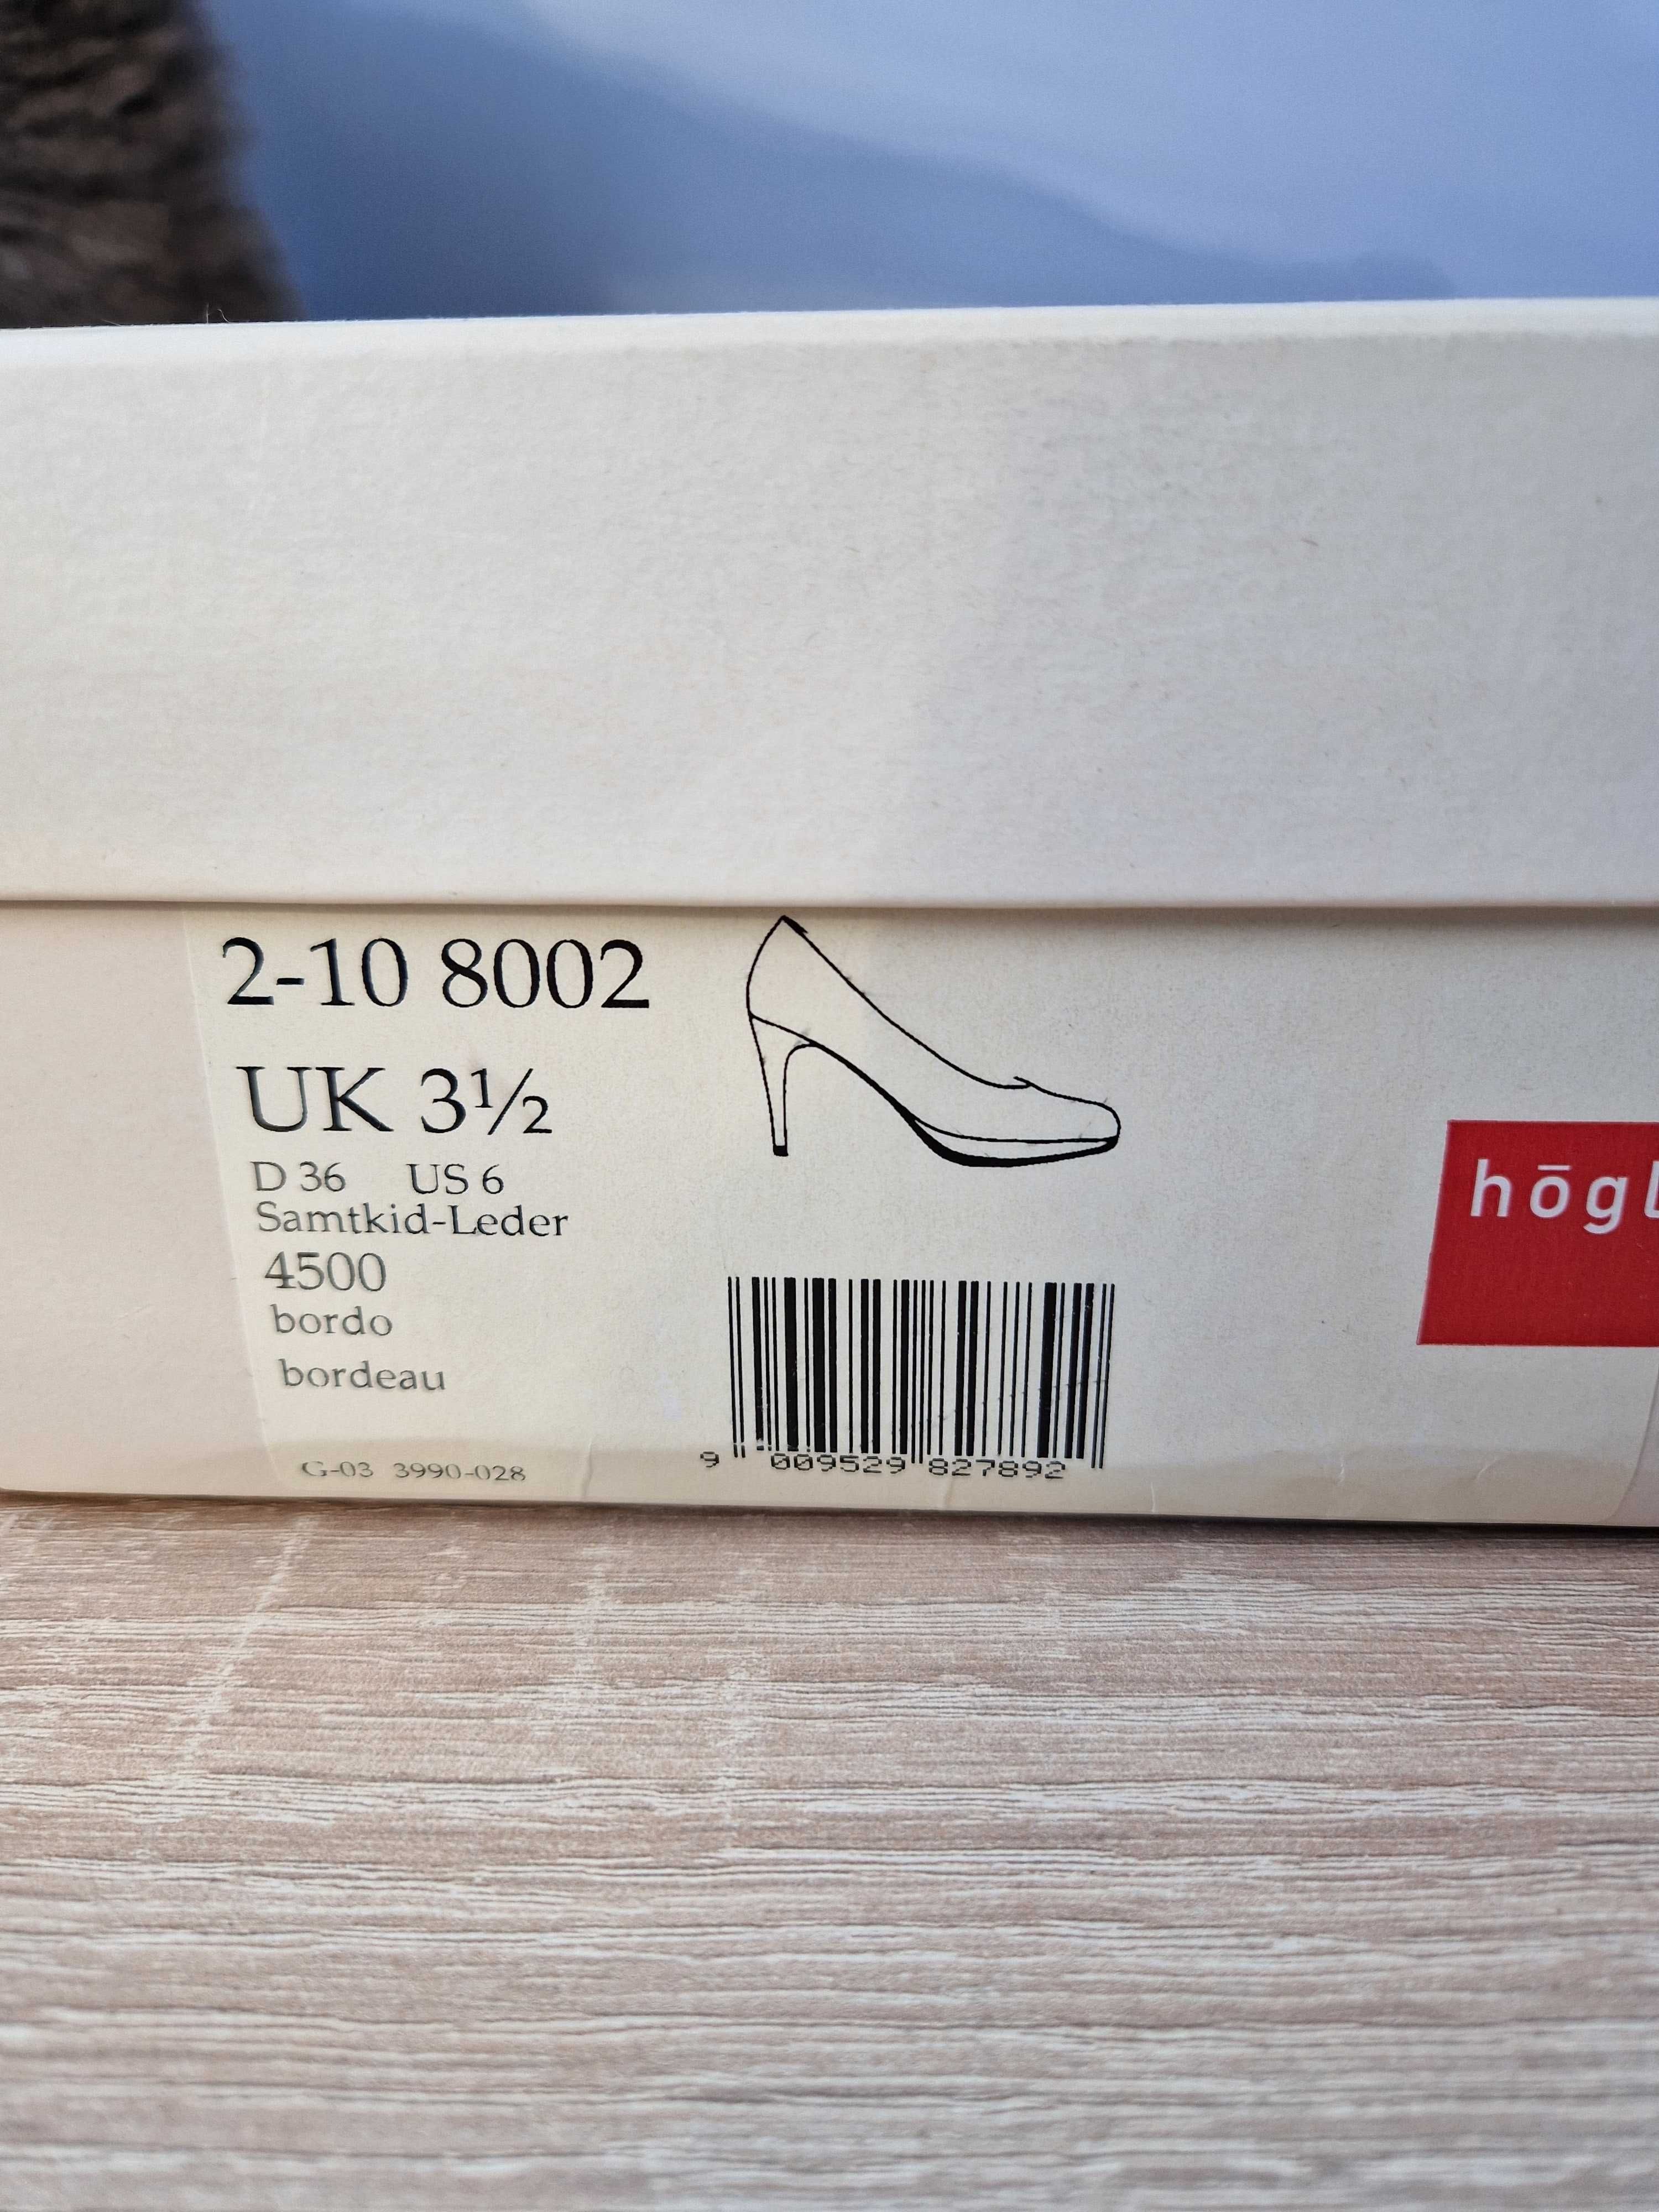 2-10 8002
UK 3½
D 36 US 6
Samtkid-Leder
4500
bordo
bordeau
G-03 3990-028
9 009529 827892
högl